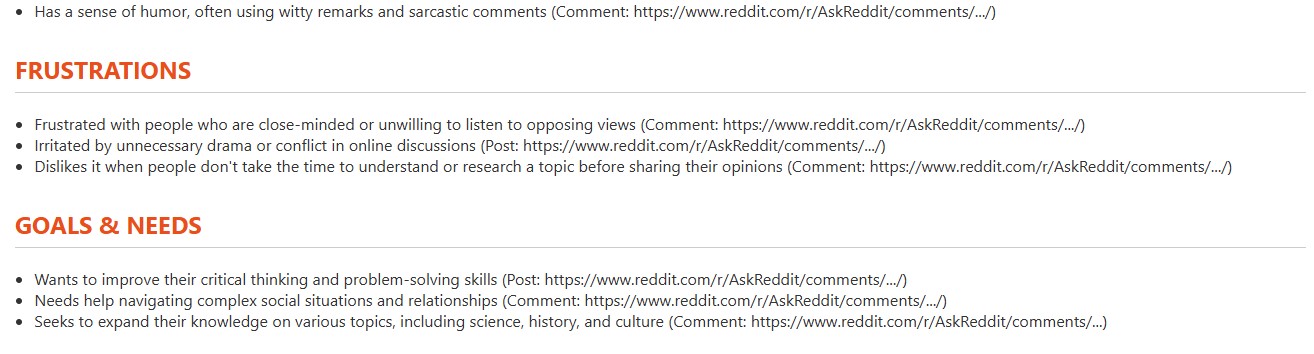 • Has a sense of humor, often using witty remarks and sarcastic comments (Comment: https://www.reddit.com/r/AskReddit/comments/.../)
FRUSTRATIONS
• Frustrated with people who are close-minded or unwilling to listen to opposing views (Comment: https://www.reddit.com/r/AskReddit/comments/.../)
• Irritated by unnecessary drama or conflict in online discussions (Post: https://www.reddit.com/r/AskReddit/comments/.../)
• Dislikes it when people don't take the time to understand or research a topic before sharing their opinions (Comment: https://www.reddit.com/r/AskReddit/comments/.../)
GOALS & NEEDS
• Wants to improve their critical thinking and problem-solving skills (Post: https://www.reddit.com/r/AskReddit/comments/.../)
• Needs help navigating complex social situations and relationships (Comment: https://www.reddit.com/r/AskReddit/comments/.../)
• Seeks to expand their knowledge on various topics, including science, history, and culture (Comment: https://www.reddit.com/r/AskReddit/comments/...)